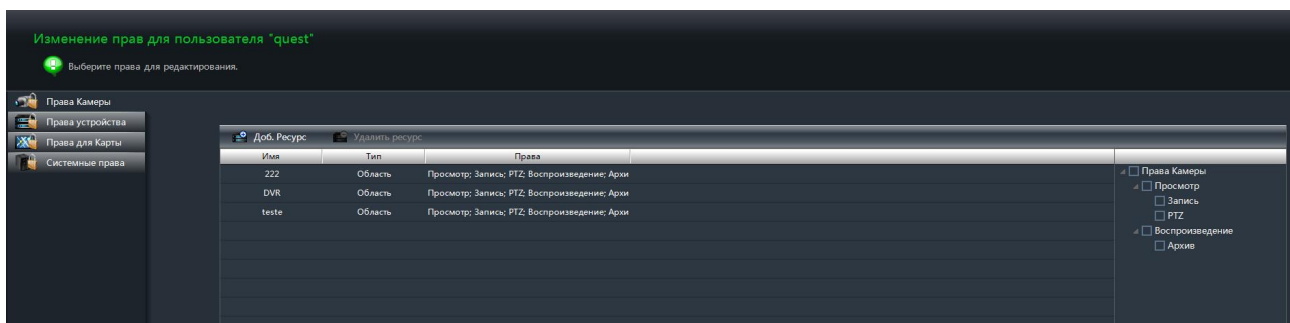 Изменение прав для пользователя "quest"
Выберите права для редактирования.
Права Камеры
Права устройства
Права для Карты
Системные права
Доб. Ресурс Удалить ресурс
Имя Тип Права
222 Область Просмотр; Запись; PTZ; Воспроизведение; Архи
DVR Область Просмотр; Запись; PTZ; Воспроизведение; Архи
teste Область Просмотр; Запись; PTZ; Воспроизведение; Архи
Права Камеры
Просмотр
Запись
PTZ
Воспроизведение
Архив